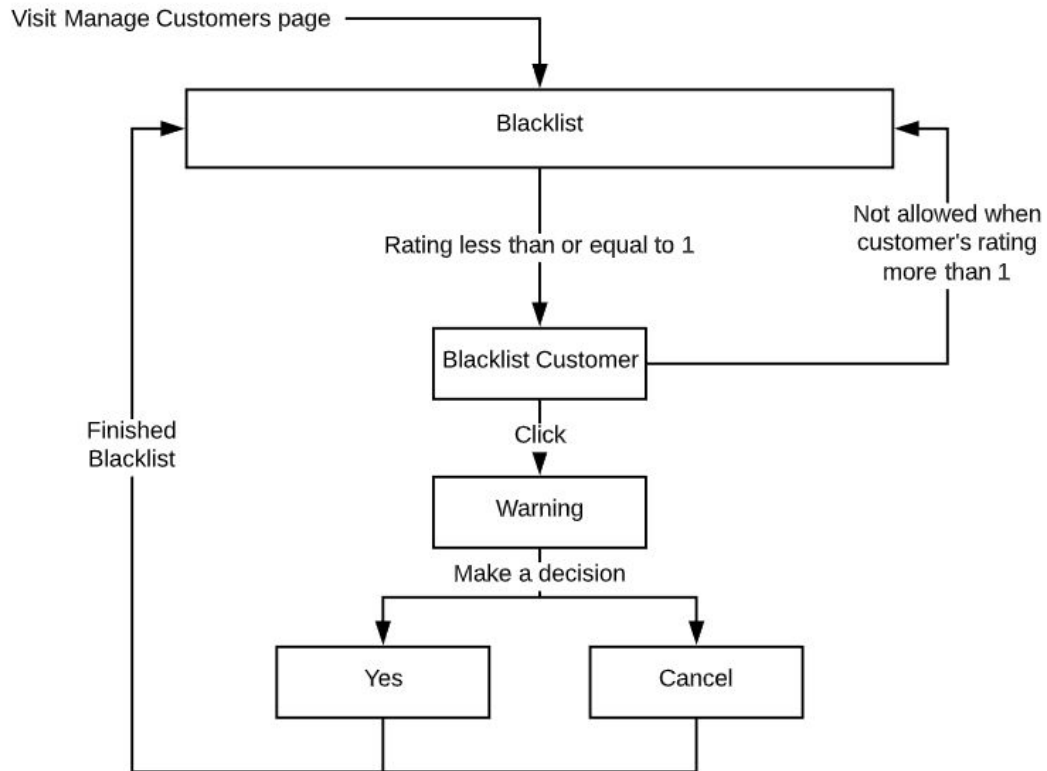 Visit Manage Customers page
Blacklist
Not allowed when
customer's rating
more than 1
Rating less than or equal to 1
Blacklist Customer
Finished
Blacklist
Click
Warning
Make a decision
Yes
Cancel